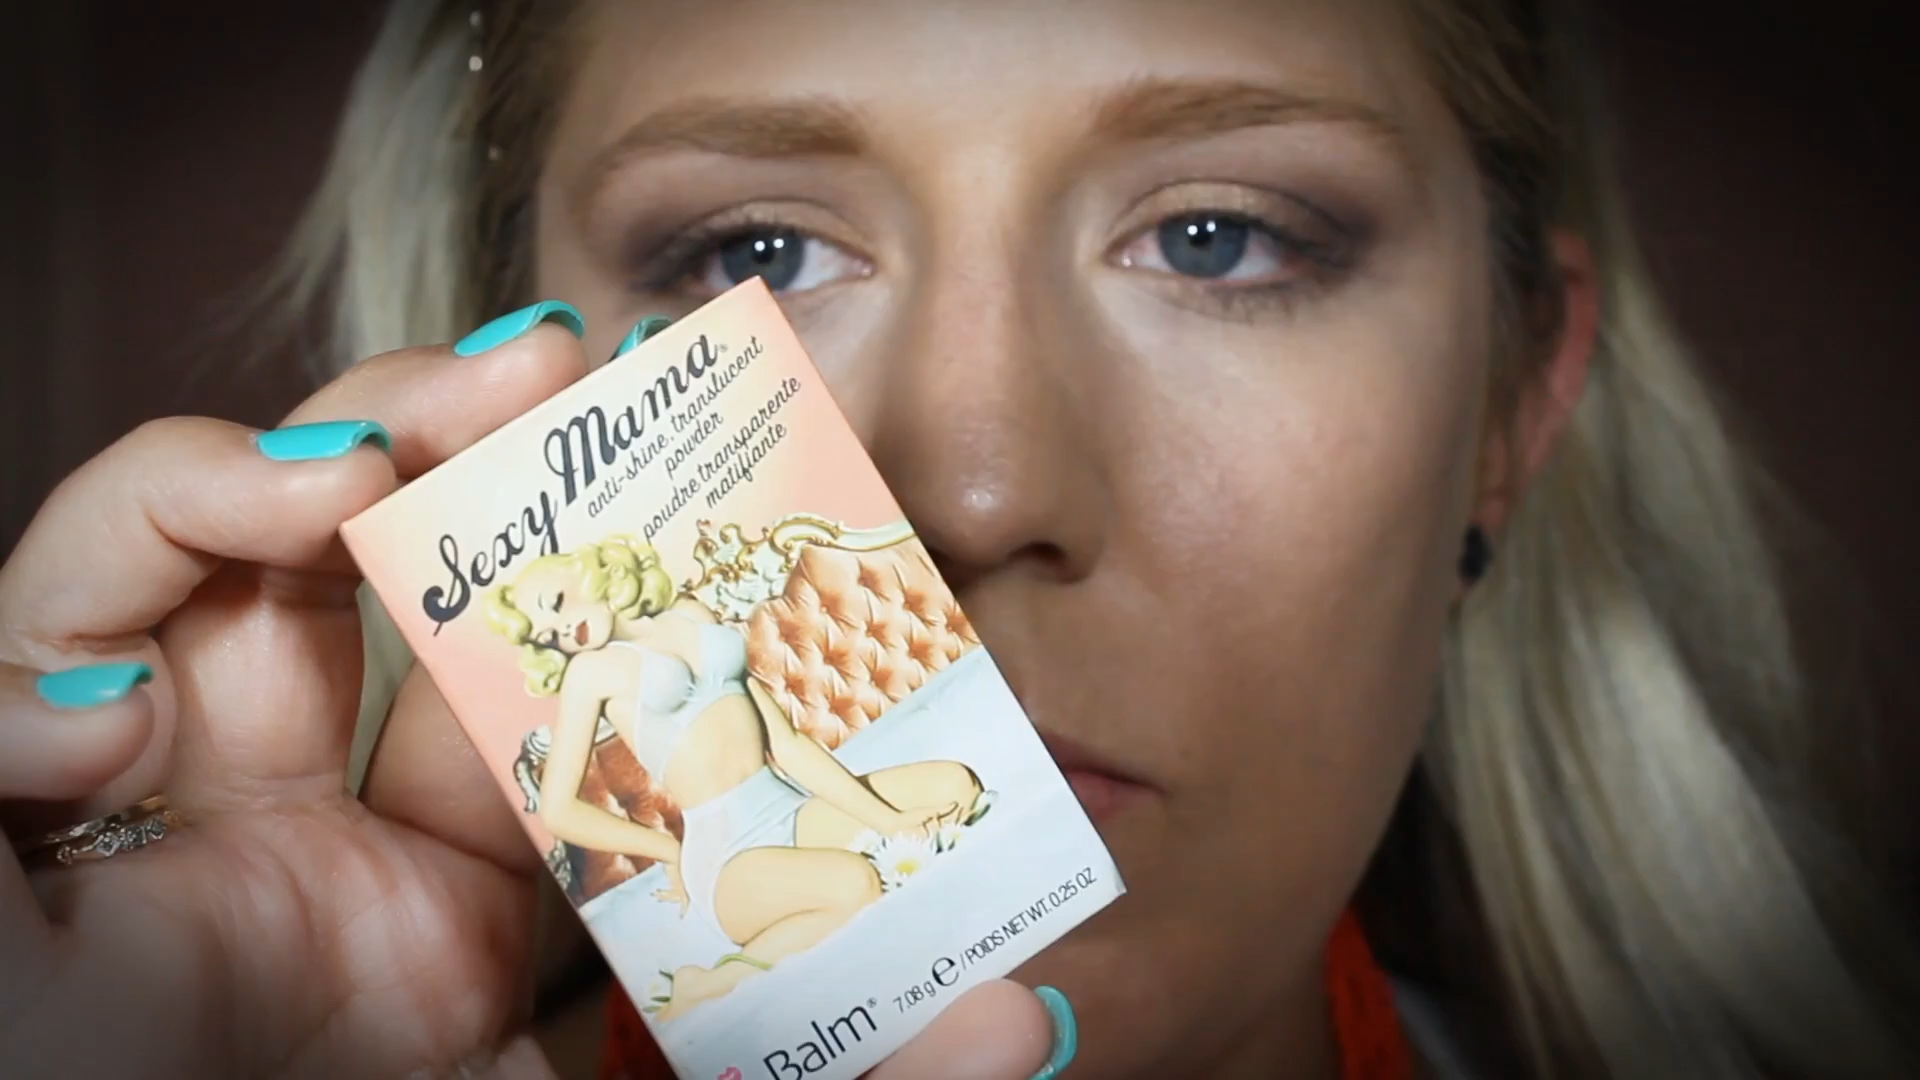 Sexy Mama®
anti-shine, translucent
powder
poudre transparente
matifiante
Balm® 7.08 g e / POIDS NET WT. 0.25 OZ